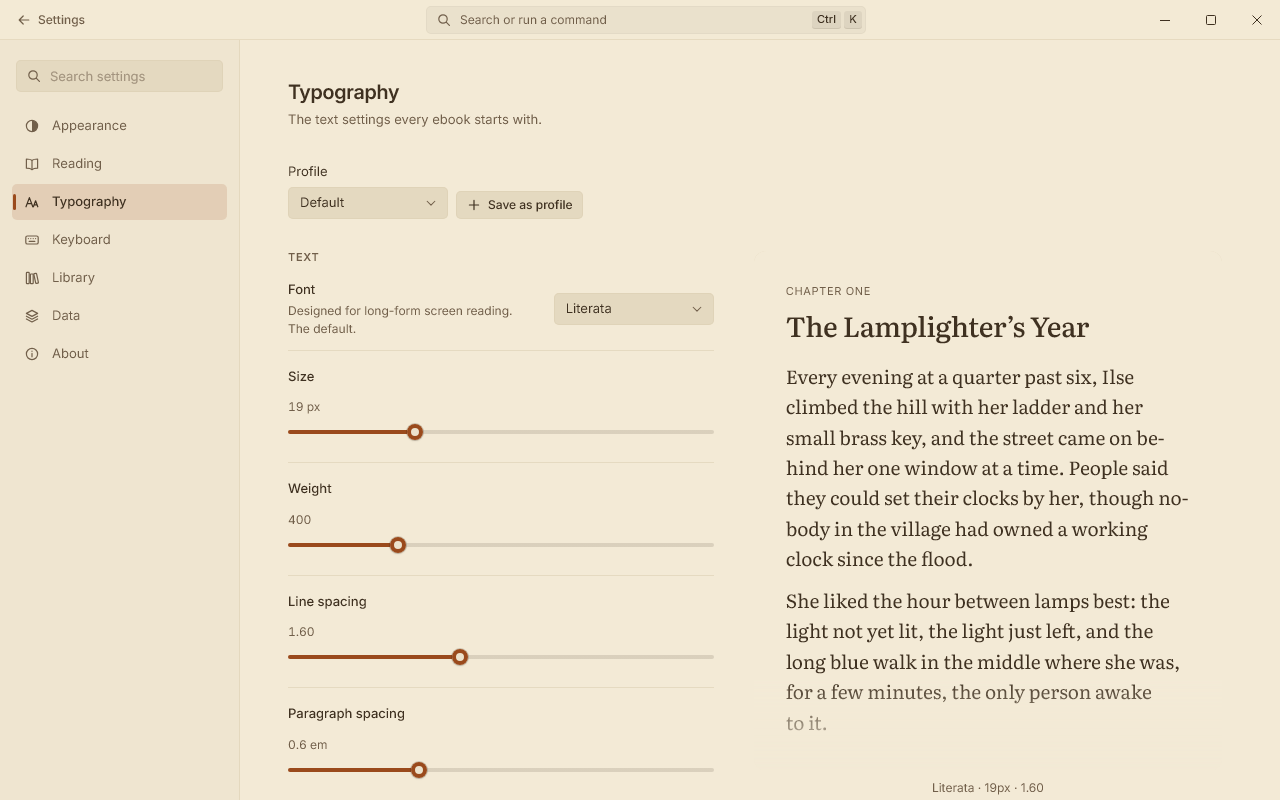 Settings
Search or run a command
Ctrl K
Search settings
Appearance
Reading
Typography
Keyboard
Library
Data
About
Typography
The text settings every ebook starts with.
Profile
Default
Save as profile
TEXT
Font
Designed for long-form screen reading.
The default.
Literata
Size
19 px
Weight
400
Line spacing
1.60
Paragraph spacing
0.6 em
CHAPTER ONE
The Lamplighter’s Year
Every evening at a quarter past six, Ilse
climbed the hill with her ladder and her
small brass key, and the street came on be-
hind her one window at a time. People said
they could set their clocks by her, though no-
body in the village had owned a working
clock since the flood.
She liked the hour between lamps best: the
light not yet lit, the light just left, and the
long blue walk in the middle where she was,
for a few minutes, the only person awake
to it.
Literata · 19px · 1.60